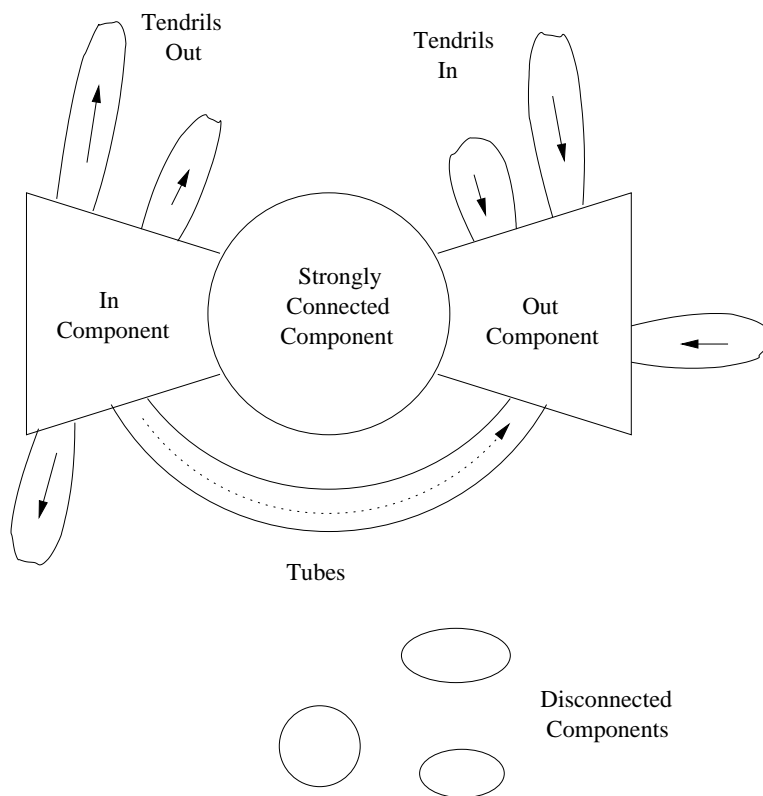 Tendrils
Out
Tendrils
In
Strongly
Connected
Component
In
Component
Out
Component
Tubes
Disconnected
Components